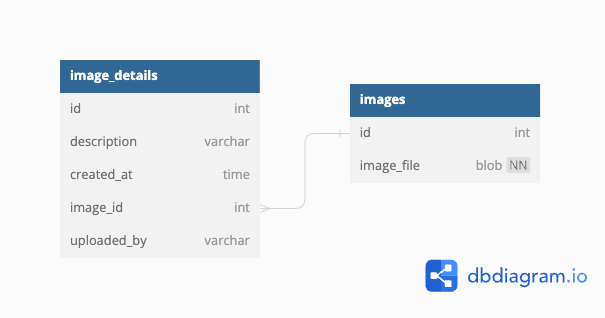 image_details
id int
description varchar
created_at time
image_id int
uploaded_by varchar
images
id int
image_file blob NN
dbdiagram.io